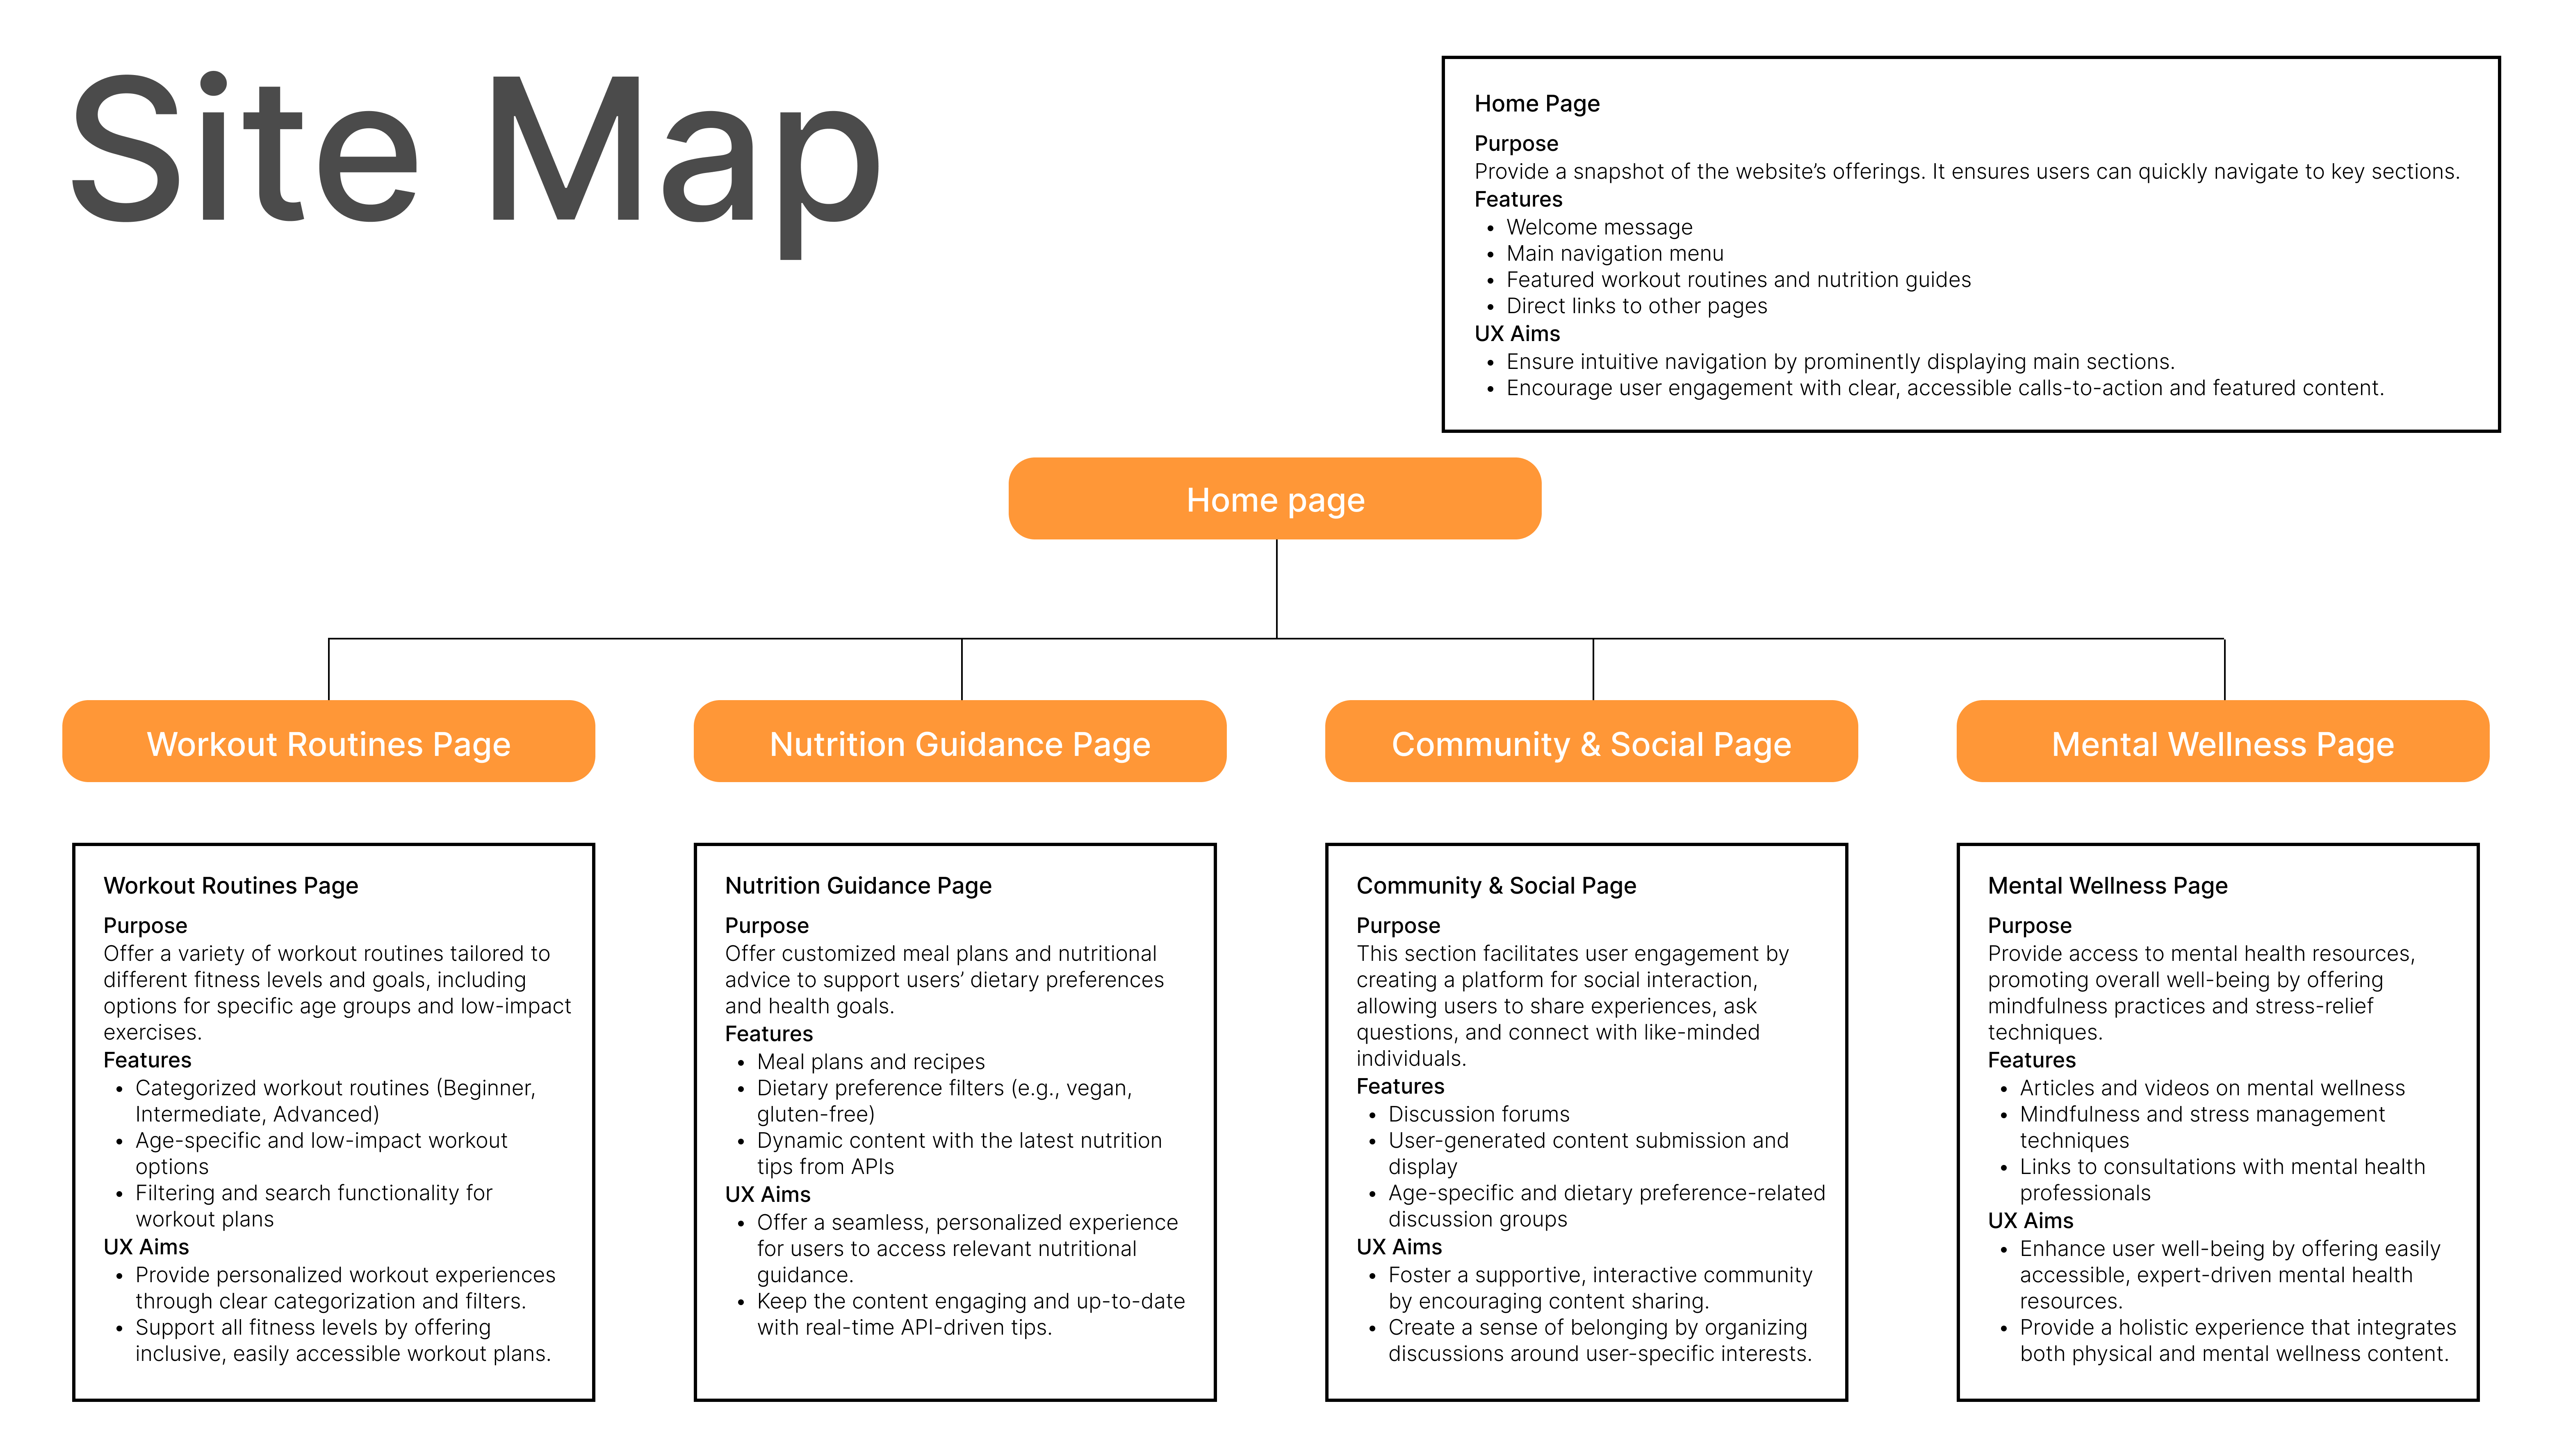 Site Map
Home Page
Purpose
Provide a snapshot of the website’s offerings. It ensures users can quickly navigate to key sections.
Features
• Welcome message
• Main navigation menu
• Featured workout routines and nutrition guides
• Direct links to other pages
UX Aims
• Ensure intuitive navigation by prominently displaying main sections.
• Encourage user engagement with clear, accessible calls-to-action and featured content.
Home page
Workout Routines Page
Nutrition Guidance Page
Community & Social Page
Mental Wellness Page
Workout Routines Page
Purpose
Offer a variety of workout routines tailored to
different fitness levels and goals, including
options for specific age groups and low-impact
exercises.
Features
• Categorized workout routines (Beginner,
Intermediate, Advanced)
• Age-specific and low-impact workout
options
• Filtering and search functionality for
workout plans
UX Aims
• Provide personalized workout experiences
through clear categorization and filters.
• Support all fitness levels by offering
inclusive, easily accessible workout plans.
Nutrition Guidance Page
Purpose
Offer customized meal plans and nutritional
advice to support users’ dietary preferences
and health goals.
Features
• Meal plans and recipes
• Dietary preference filters (e.g., vegan,
gluten-free)
• Dynamic content with the latest nutrition
tips from APIs
UX Aims
• Offer a seamless, personalized experience
for users to access relevant nutritional
guidance.
• Keep the content engaging and up-to-date
with real-time API-driven tips.
Community & Social Page
Purpose
This section facilitates user engagement by
creating a platform for social interaction,
allowing users to share experiences, ask
questions, and connect with like-minded
individuals.
Features
• Discussion forums
• User-generated content submission and
display
• Age-specific and dietary preference-related
discussion groups
UX Aims
• Foster a supportive, interactive community
by encouraging content sharing.
• Create a sense of belonging by organizing
discussions around user-specific interests.
Mental Wellness Page
Purpose
Provide access to mental health resources,
promoting overall well-being by offering
mindfulness practices and stress-relief
techniques.
Features
• Articles and videos on mental wellness
• Mindfulness and stress management
techniques
• Links to consultations with mental health
professionals
UX Aims
• Enhance user well-being by offering easily
accessible, expert-driven mental health
resources.
• Provide a holistic experience that integrates
both physical and mental wellness content.